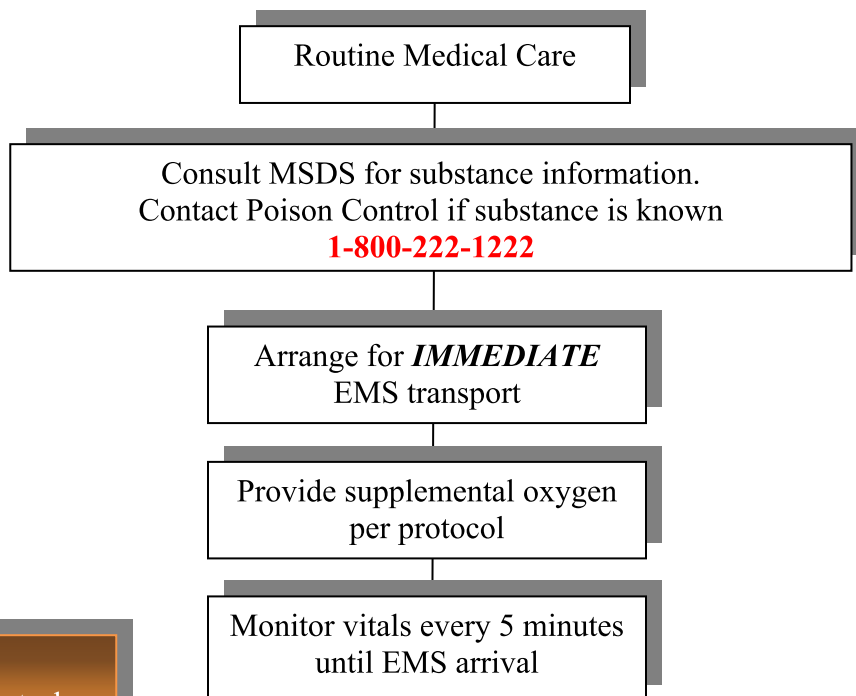 Routine Medical Care
Consult MSDS for substance information.
Contact Poison Control if substance is known
1-800-222-1222
Arrange for IMMEDIATE
EMS transport
Provide supplemental oxygen
per protocol
Monitor vitals every 5 minutes
until EMS arrival